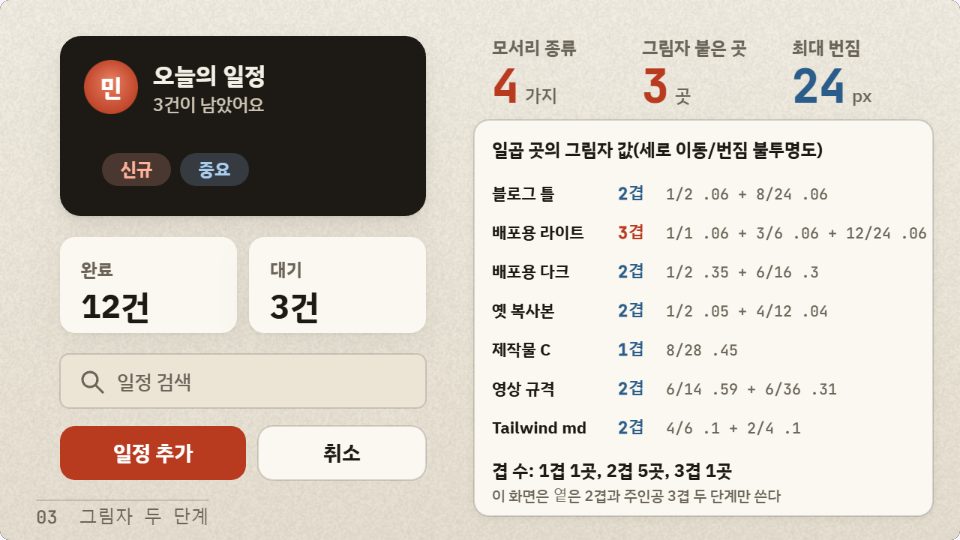 민
오늘의 일정
3건이 남았어요
신규
중요
완료
12건
대기
3건
일정 검색
일정 추가
취소
03 그림자 두 단계
모서리 종류
4 가지
그림자 붙은 곳
3 곳
최대 번짐
24 px
일곱 곳의 그림자 값(세로 이동/번짐 불투명도)
블로그 틀 2겹 1/2 .06 + 8/24 .06
배포용 라이트 3겹 1/1 .06 + 3/6 .06 + 12/24 .06
배포용 다크 2겹 1/2 .35 + 6/16 .3
옛 복사본 2겹 1/2 .05 + 4/12 .04
제작물 C 1겹 8/28 .45
영상 규격 2겹 6/14 .59 + 6/36 .31
Tailwind md 2겹 4/6 .1 + 2/4 .1
겹 수: 1겹 1곳, 2겹 5곳, 3겹 1곳
이 화면은 옅은 2겹과 주인공 3겹 두 단계만 쓴다